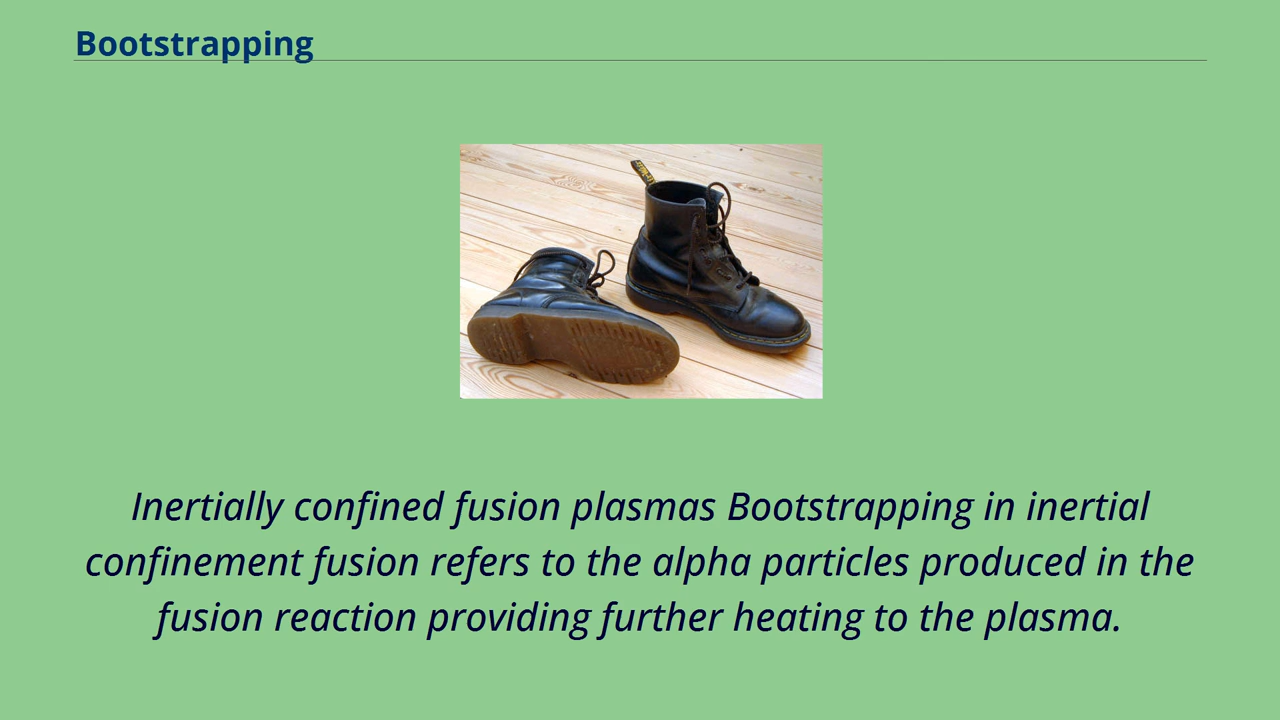 Bootstrapping
Inertially confined fusion plasmas Bootstrapping in inertial
confinement fusion refers to the alpha particles produced in the
fusion reaction providing further heating to the plasma.